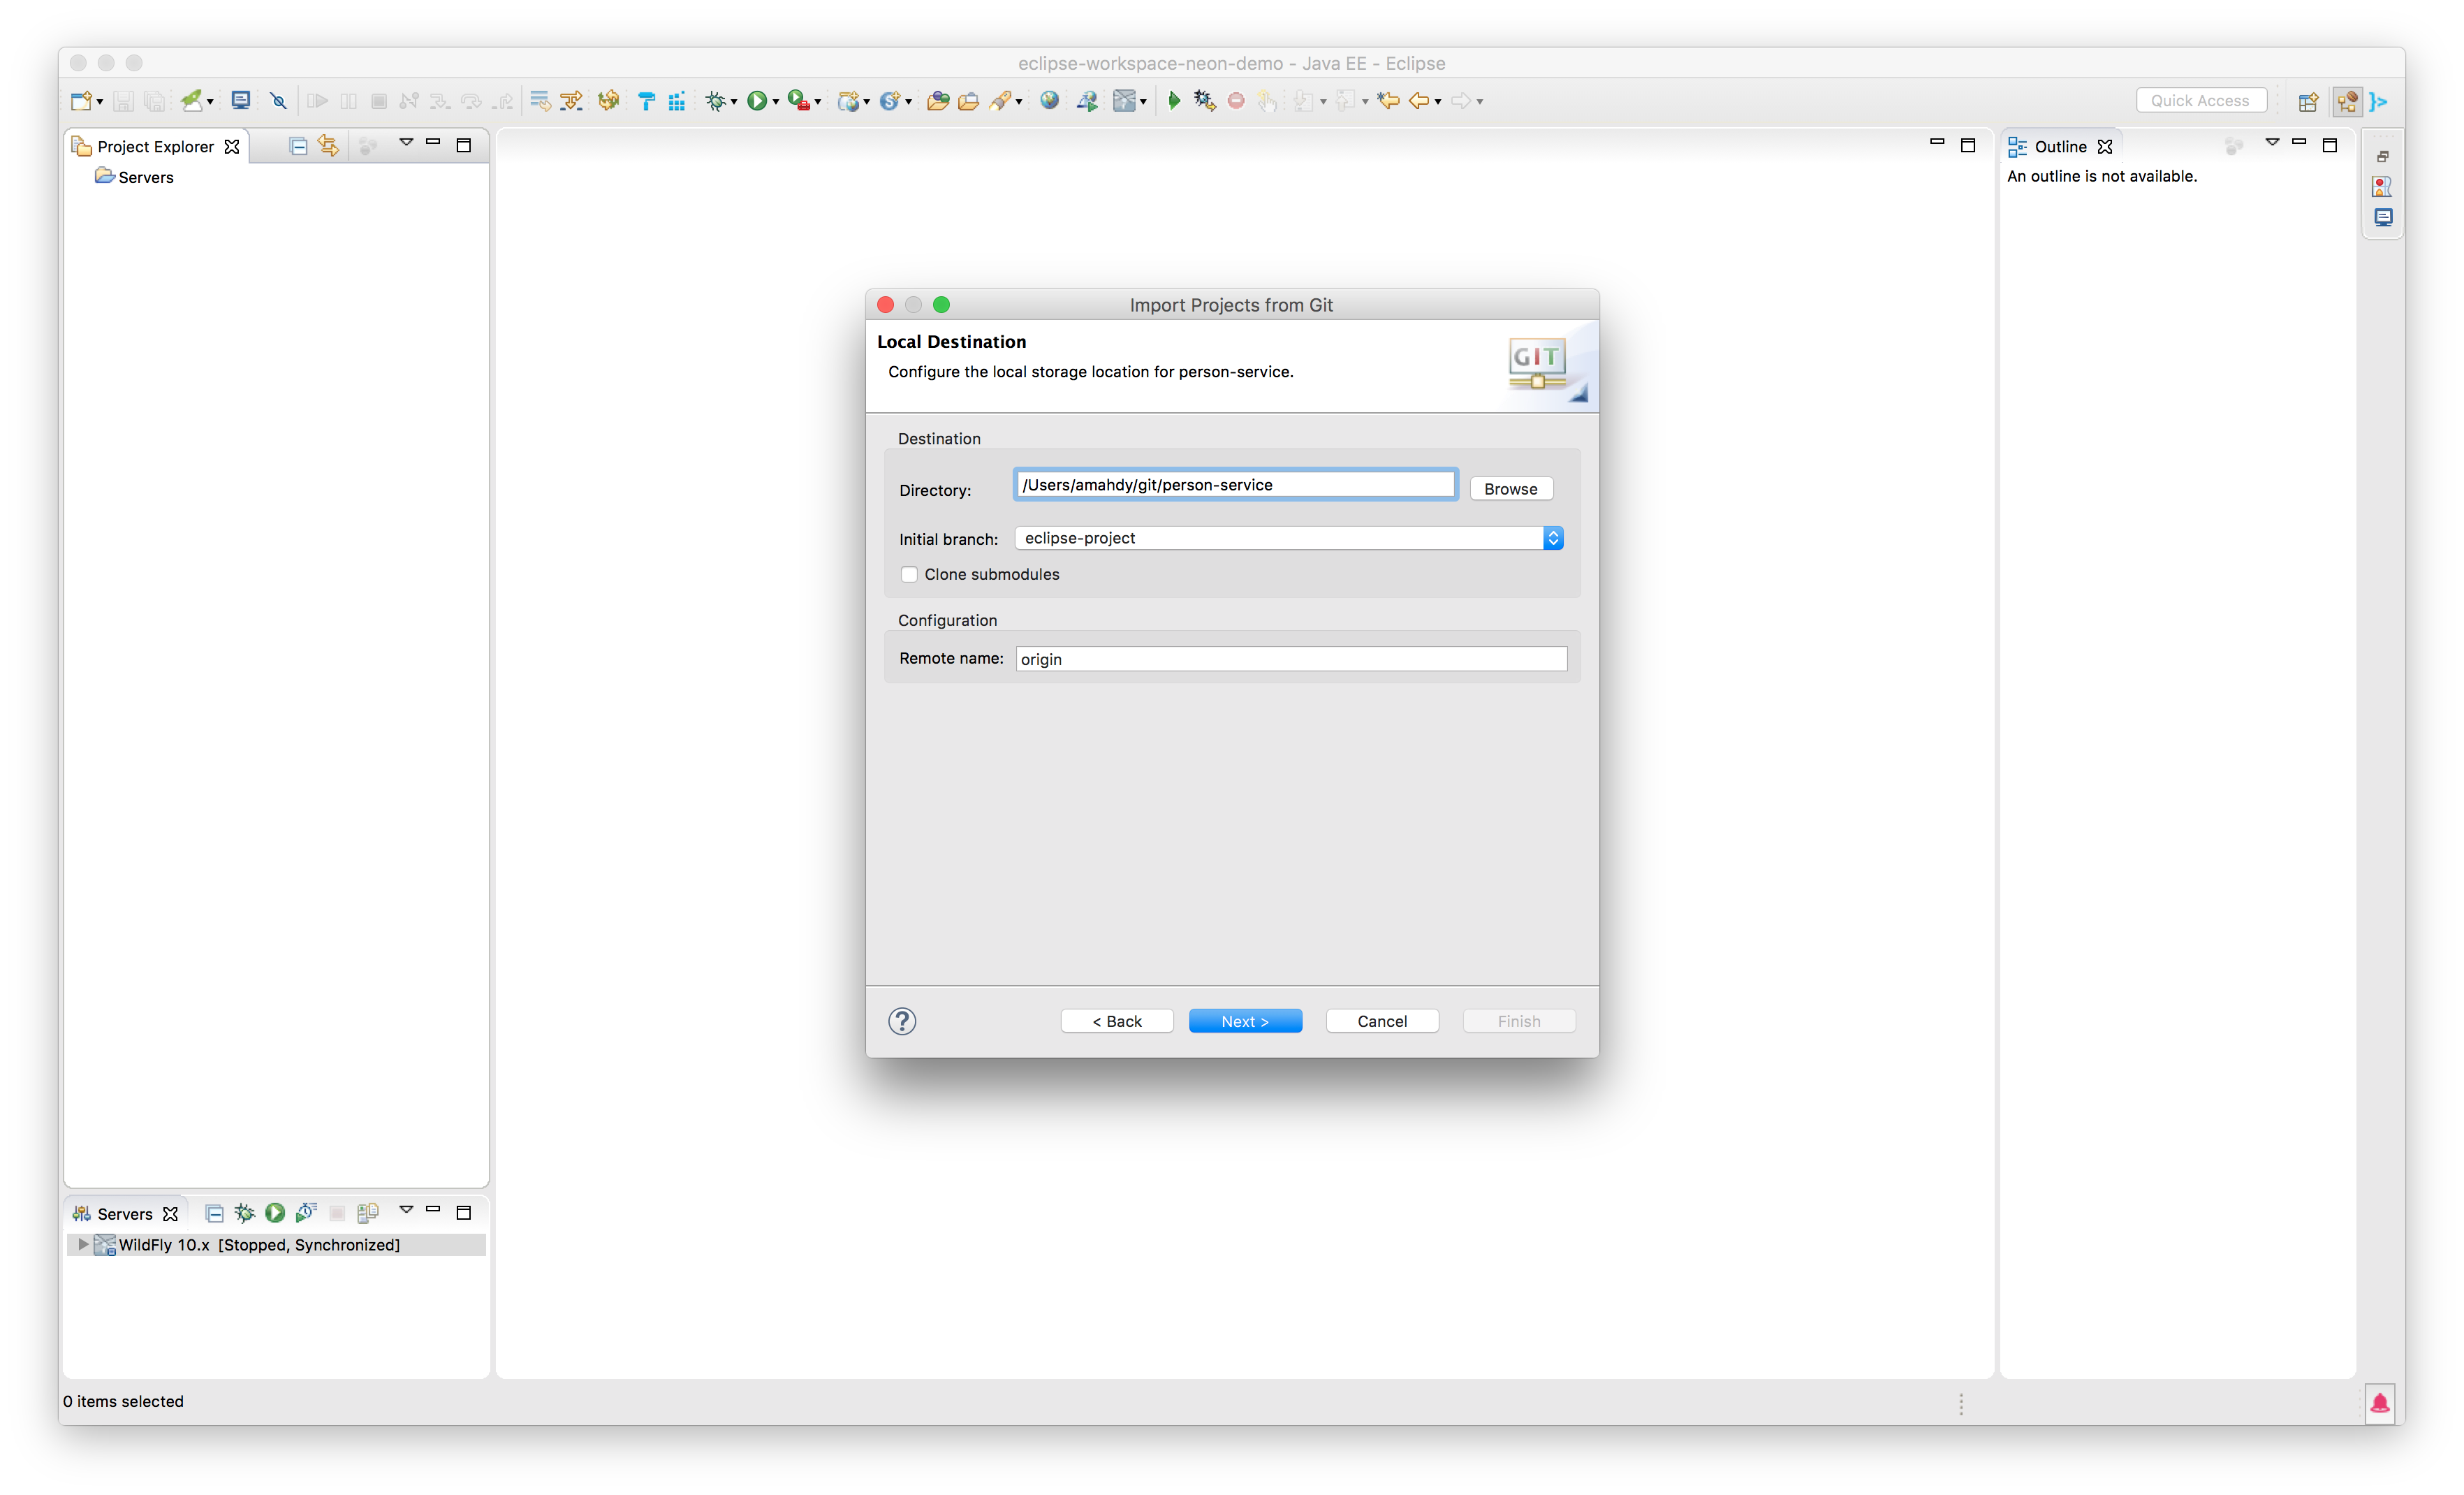 eclipse-workspace-neon-demo - Java EE - Eclipse
Quick Access
Project Explorer
Servers
Outline
An outline is not available.
Import Projects from Git
Local Destination
Configure the local storage location for person-service.
GIT
Destination
Directory:
/Users/amahdy/git/person-service
Browse
Initial branch:
eclipse-project
Clone submodules
Configuration
Remote name:
origin
?
< Back
Next >
Cancel
Finish
Servers
WildFly 10.x [Stopped, Synchronized]
0 items selected